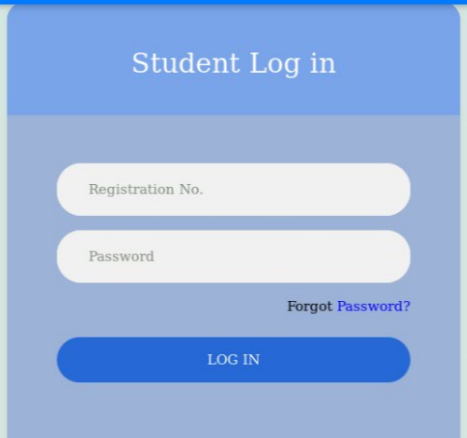 Student Log in
Registration No.
Password
Forgot Password?
LOG IN